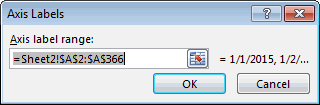 Axis Labels
Axis label range:
=Sheet2!$A$2:$A$366 = 1/1/2015, 1/2/...
OK Cancel